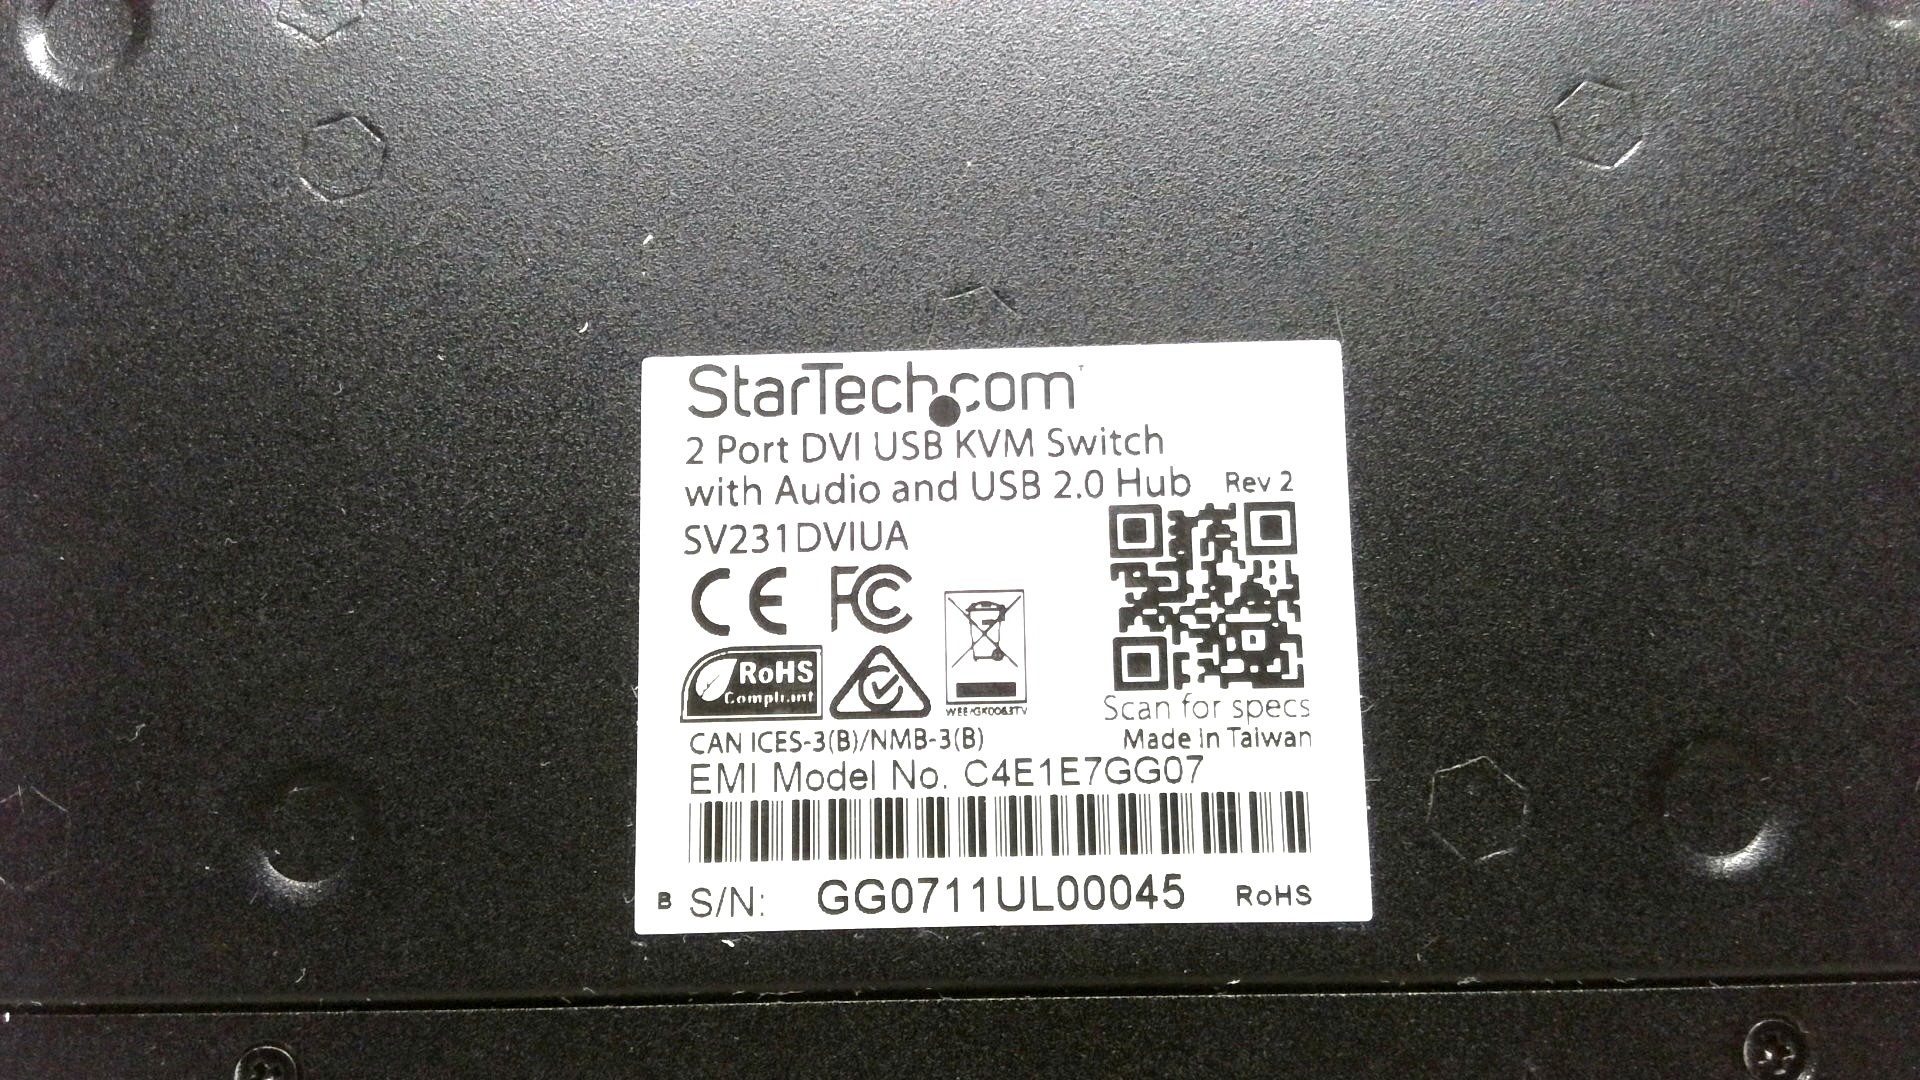 StarTech.com
2 Port DVI USB KVM Switch
with Audio and USB 2.0 Hub Rev 2
SV231DVIUA
CE FC
RoHS
Compliant
CAN ICES-3(B)/NMB-3(B)
Scan for specs
Made in Taiwan
EMI Model No. C4E1E7GG07
B S/N: GG0711UL00045 RoHS